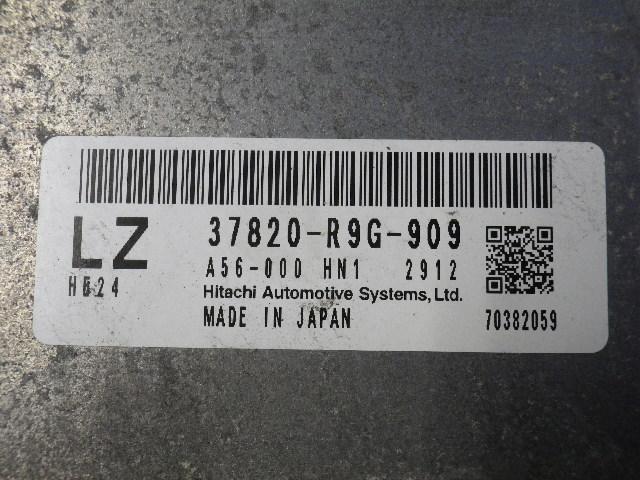 LZ 37820-R9G-909
A56-000 HN1 2912
Hitachi Automotive Systems, Ltd.
MADE IN JAPAN 70382059